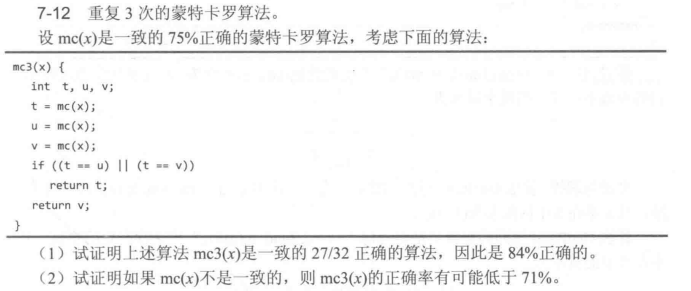 7-12 重复 3 次的蒙特卡罗算法。
设 mc(x)是一致的 75%正确的蒙特卡罗算法，考虑下面的算法：
mc3(x) {
int t, u, v;
t = mc(x);
u = mc(x);
v = mc(x);
if ((t == u) || (t == v))
return t;
return v;
}
（1）试证明上述算法 mc3(x)是一致的 27/32 正确的算法，因此是 84%正确的。
（2）试证明如果 mc(x)不是一致的，则 mc3(x)的正确率有可能低于 71%。